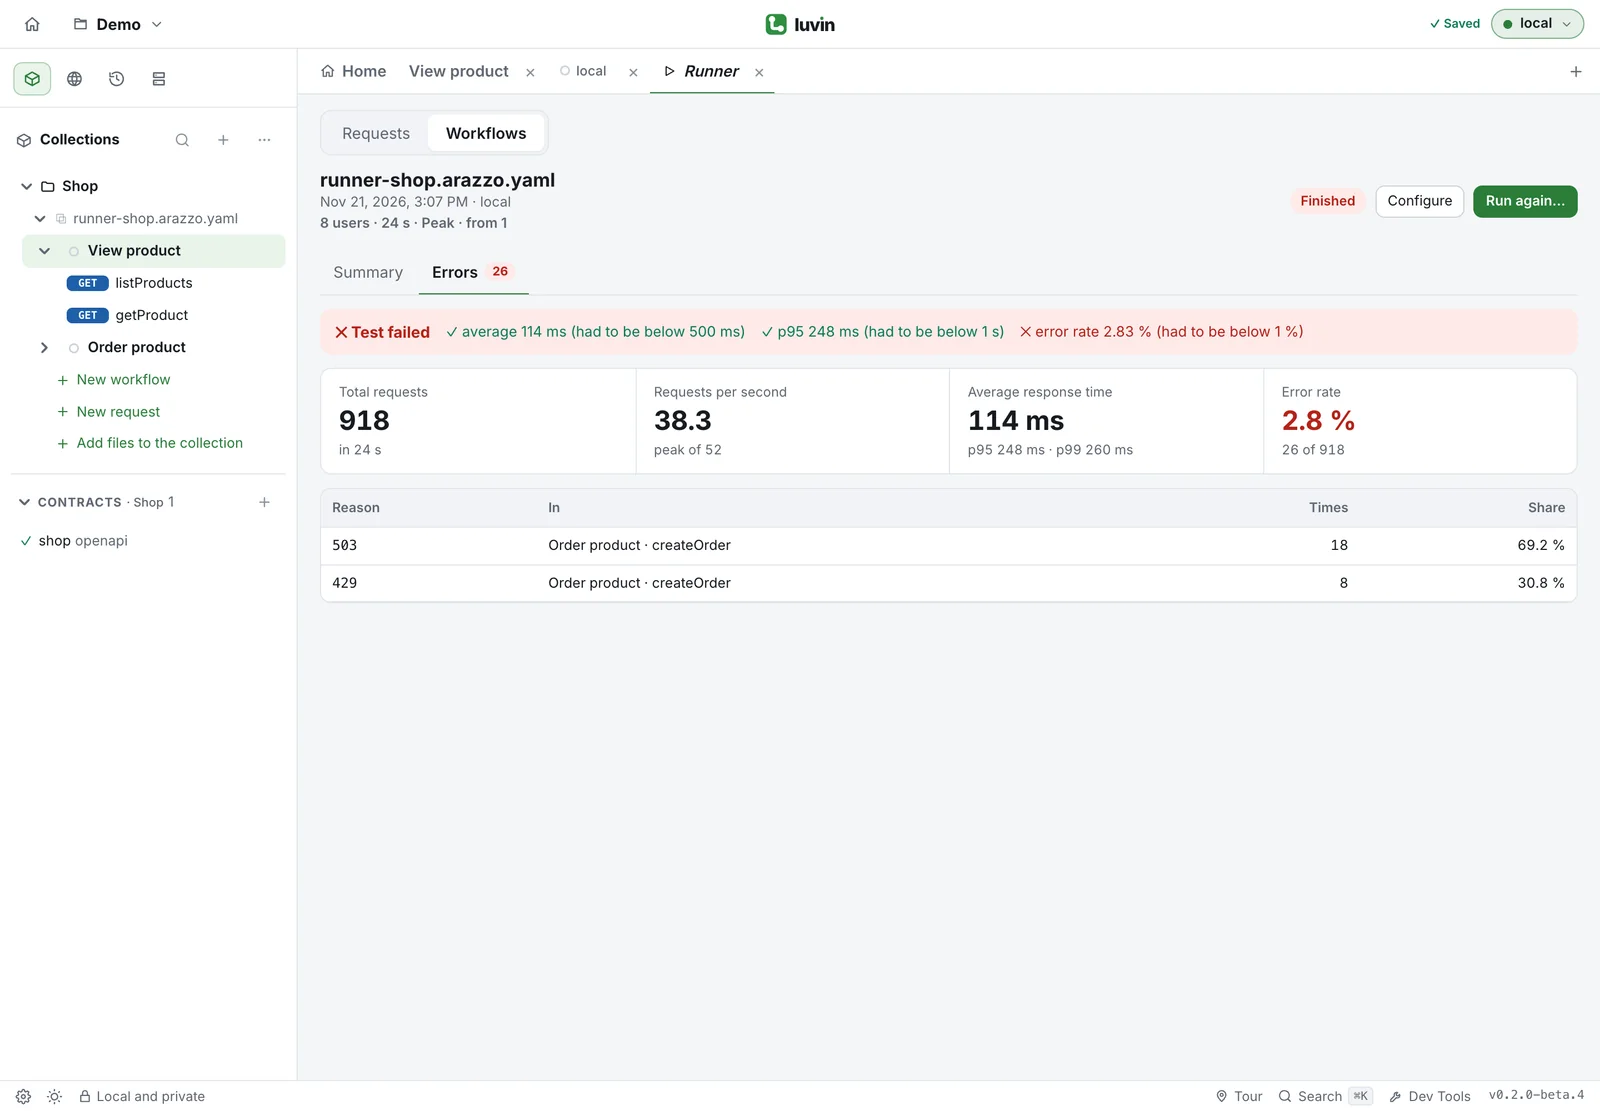 Demo
luvin
Saved
local
Home
View product
local
Runner
Collections
Shop
runner-shop.arazzo.yaml
View product
GET listProducts
GET getProduct
Order product
+ New workflow
+ New request
+ Add files to the collection
CONTRACTS · Shop 1
shop openapi
Requests
Workflows
runner-shop.arazzo.yaml
Nov 21, 2026, 3:07 PM · local
8 users · 24 s · Peak · from 1
Finished
Configure
Run again...
Summary
Errors 26
Test failed
average 114 ms (had to be below 500 ms)
p95 248 ms (had to be below 1 s)
error rate 2.83 % (had to be below 1 %)
Total requests
918
in 24 s
Requests per second
38.3
peak of 52
Average response time
114 ms
p95 248 ms · p99 260 ms
Error rate
2.8 %
26 of 918
Reason In Times Share
503 Order product · createOrder 18 69.2 %
429 Order product · createOrder 8 30.8 %
Local and private
Tour
Search ⌘K
Dev Tools
v0.2.0-beta.4